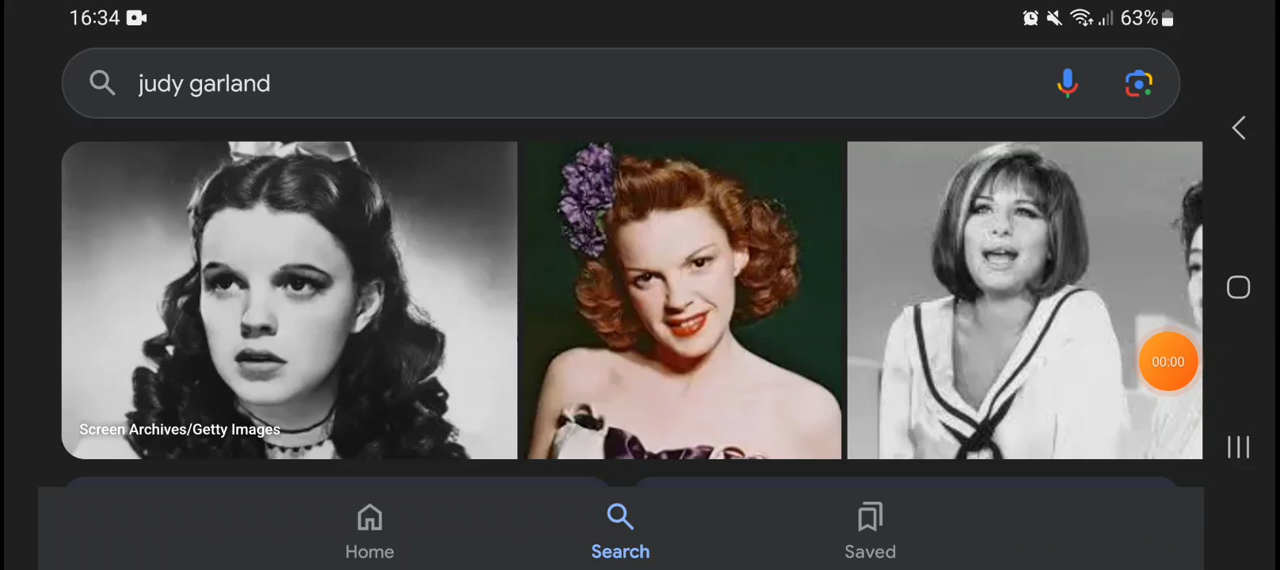 16:34
63%
judy garland
Screen Archives/Getty Images
00:00
Home
Search
Saved